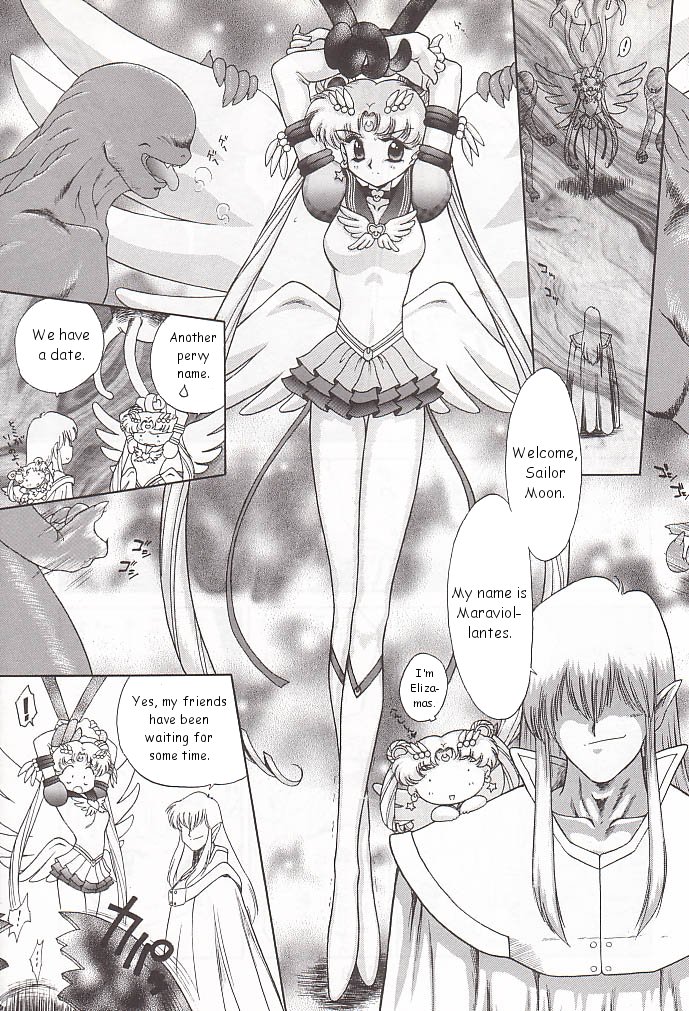 Welcome,
Sailor
Moon.
My name is
Maraviol-
lantes.
I'm
Eliza-
mas.
Another
pervy
name.
We have
a date.
Yes, my friends
have been
waiting for
some time.
!